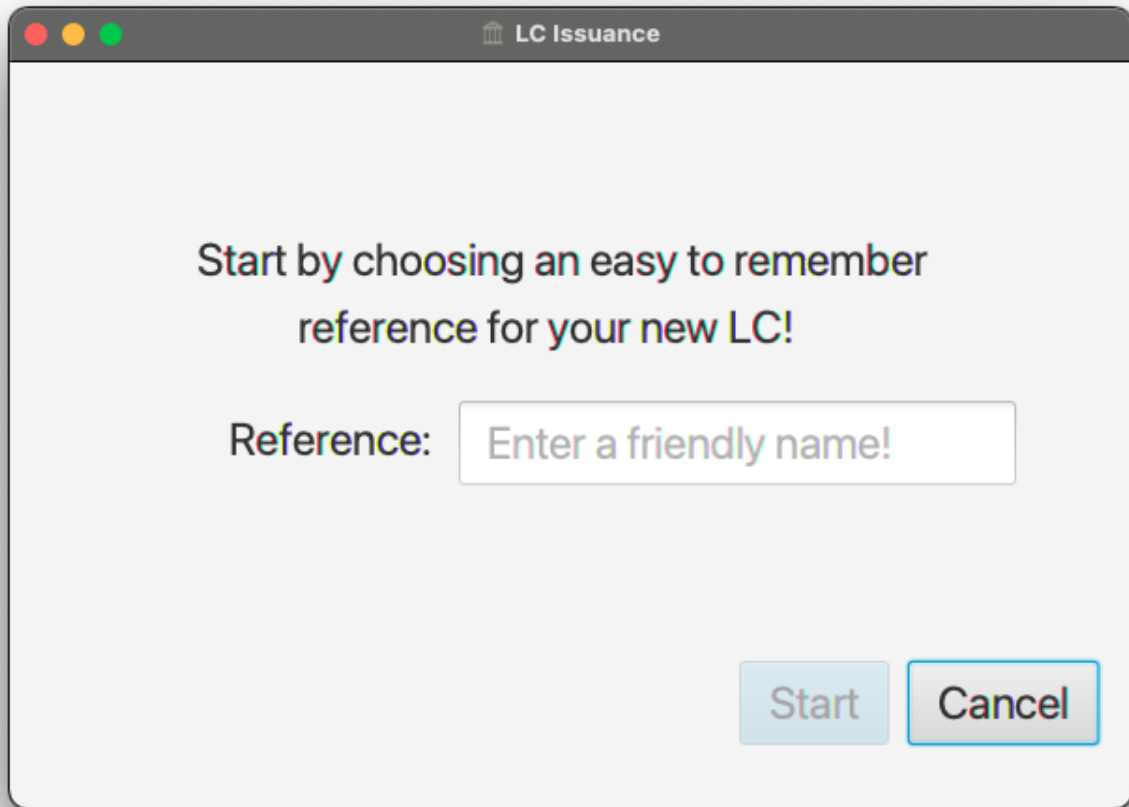 LC Issuance
Start by choosing an easy to remember
reference for your new LC!
Reference: Enter a friendly name!
Start Cancel